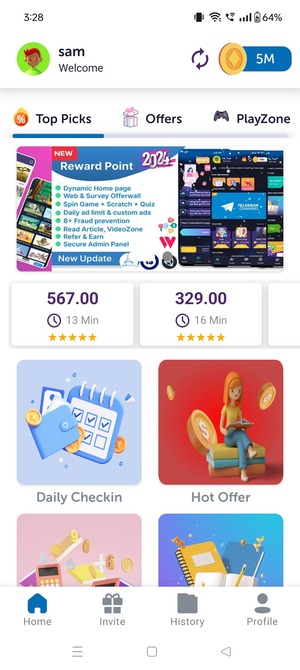 3:28
64%
sam
Welcome
5M
Top Picks
Offers
PlayZone
NEW
Reward Point
2024
Dynamic Home page
Web & Survey Offerwall
Spin Game + Scratch + Quiz
Daily ad limit & custom ads
8+ Fraud prevention
Read Article, VideoZone
Refer & Earn
Secure Admin Panel
New Update
TELEGRAM
567.00
13 Min
329.00
16 Min
Daily Checkin
Hot Offer
Home
Invite
History
Profile